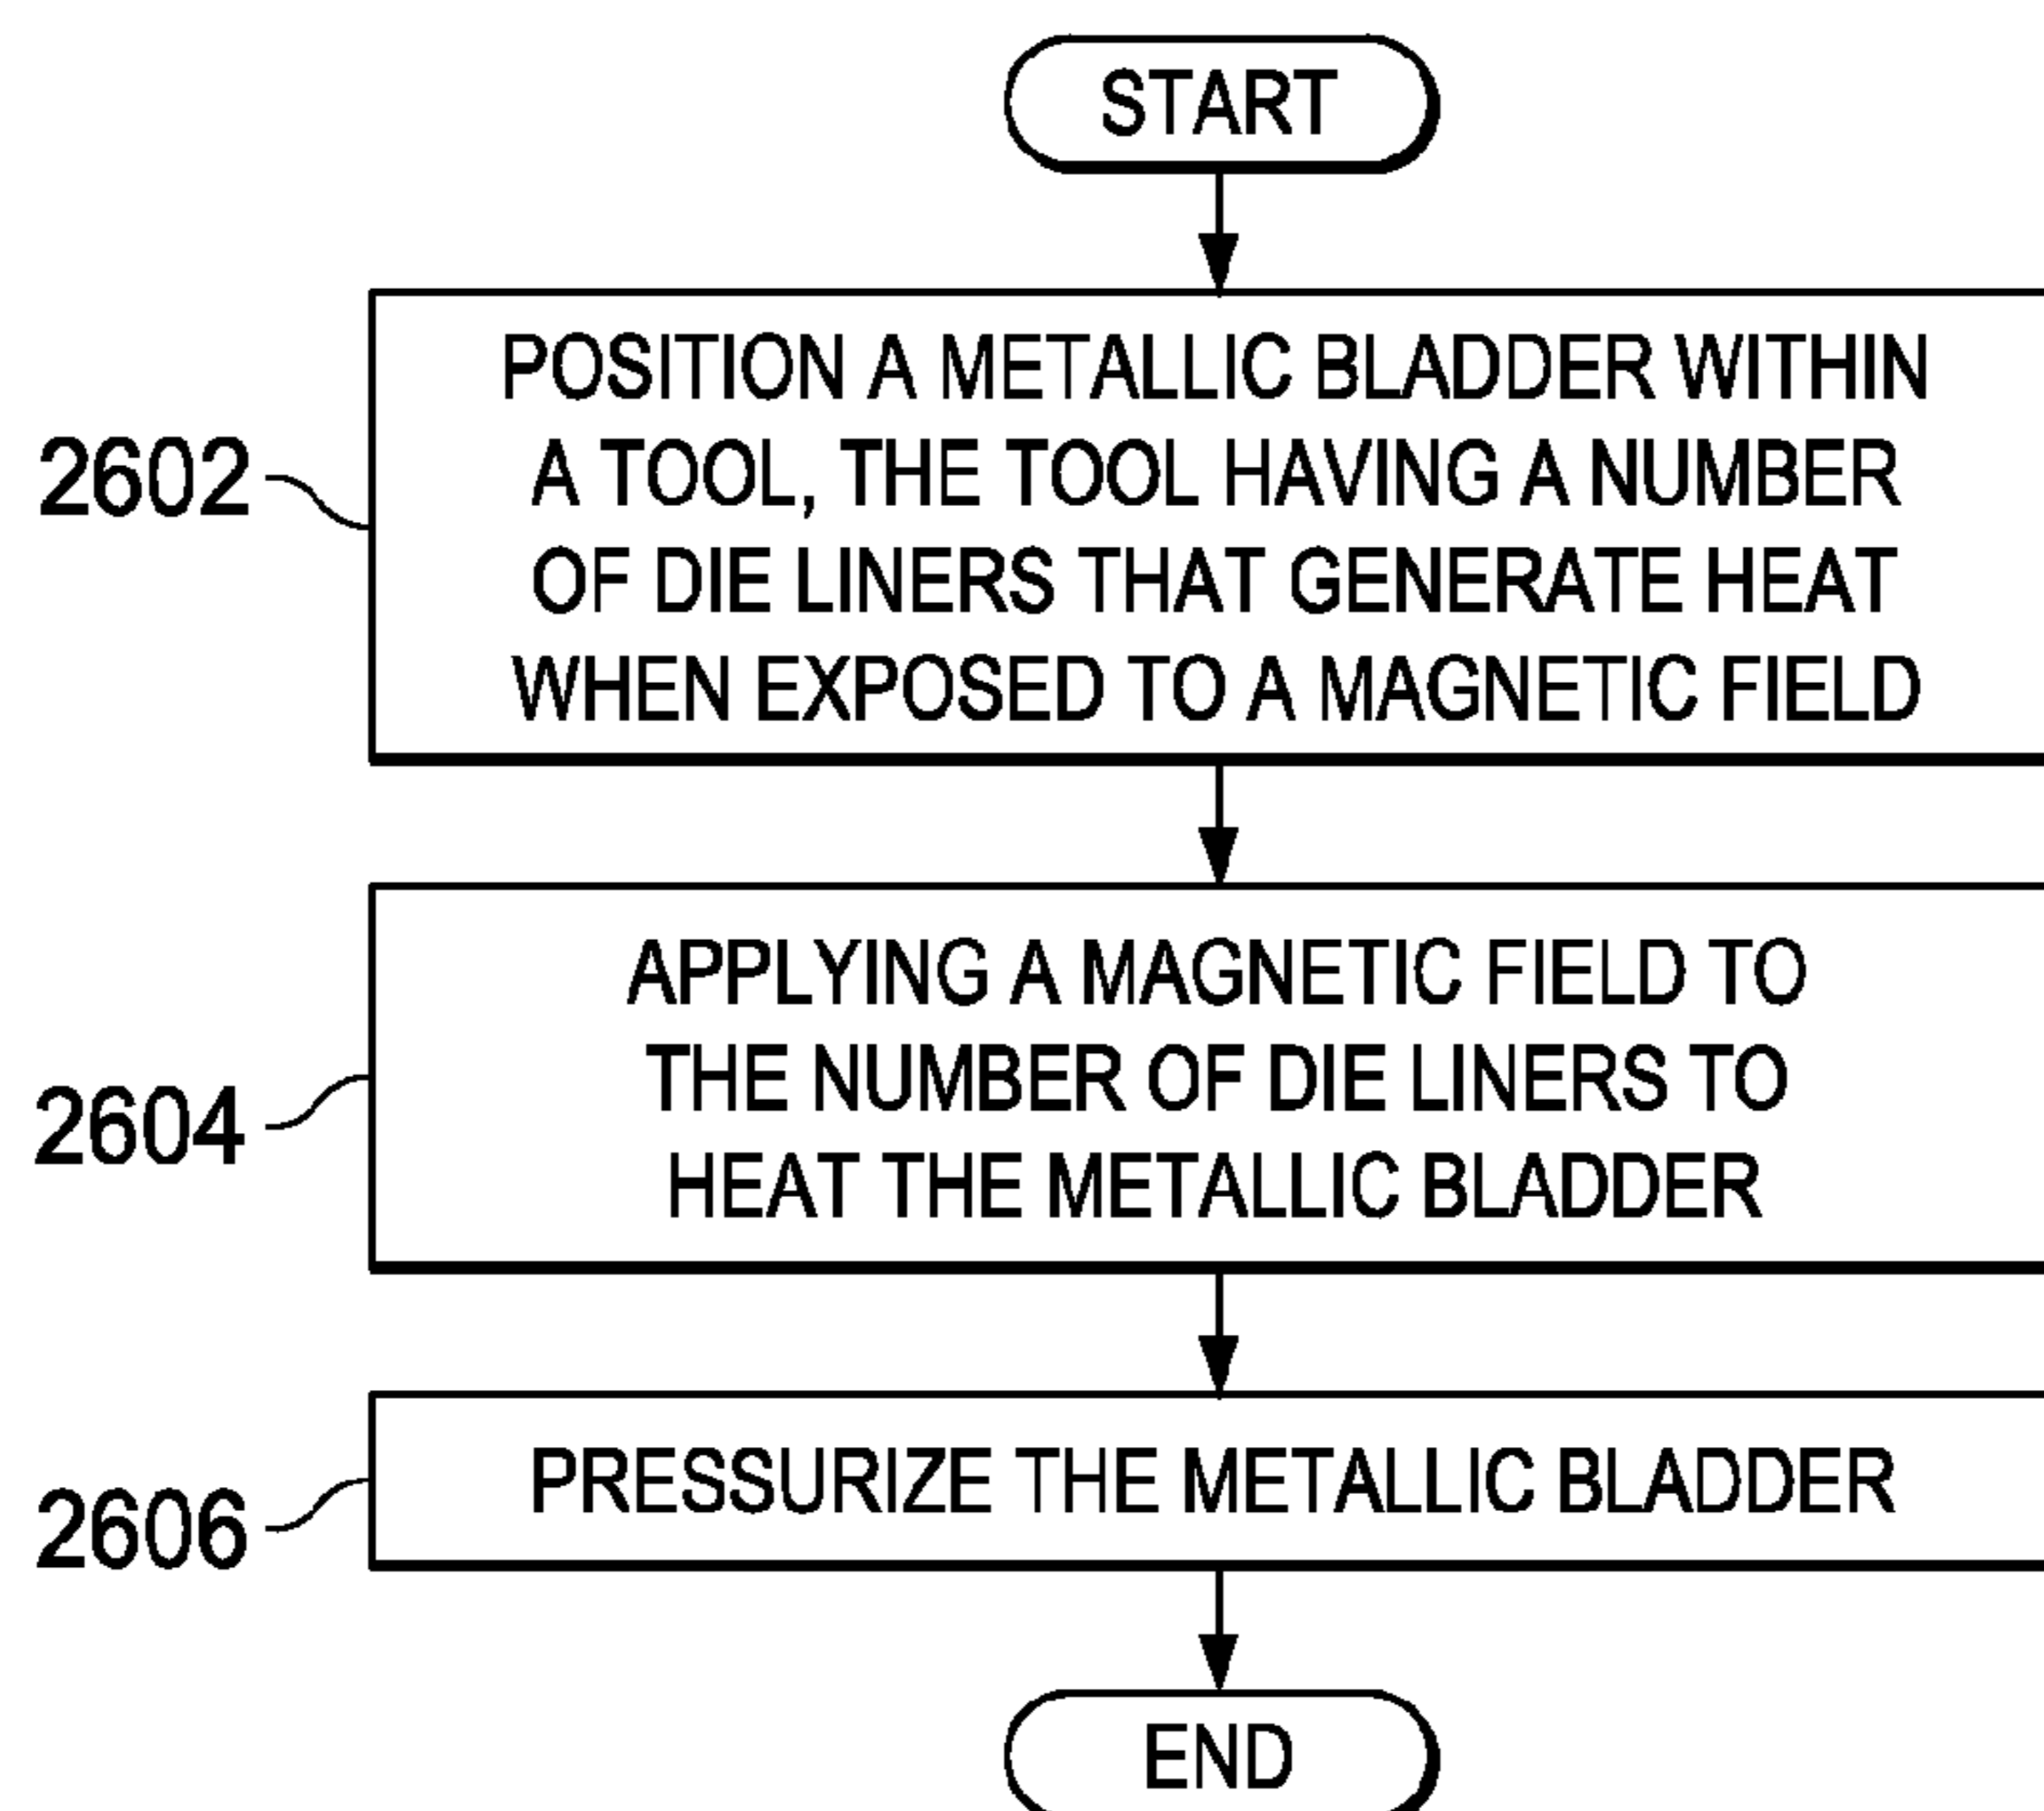 START
POSITION A METALLIC BLADDER WITHIN
A TOOL, THE TOOL HAVING A NUMBER
OF DIE LINERS THAT GENERATE HEAT
WHEN EXPOSED TO A MAGNETIC FIELD
2602
APPLYING A MAGNETIC FIELD TO
THE NUMBER OF DIE LINERS TO
HEAT THE METALLIC BLADDER
2604
PRESSURIZE THE METALLIC BLADDER
2606
END